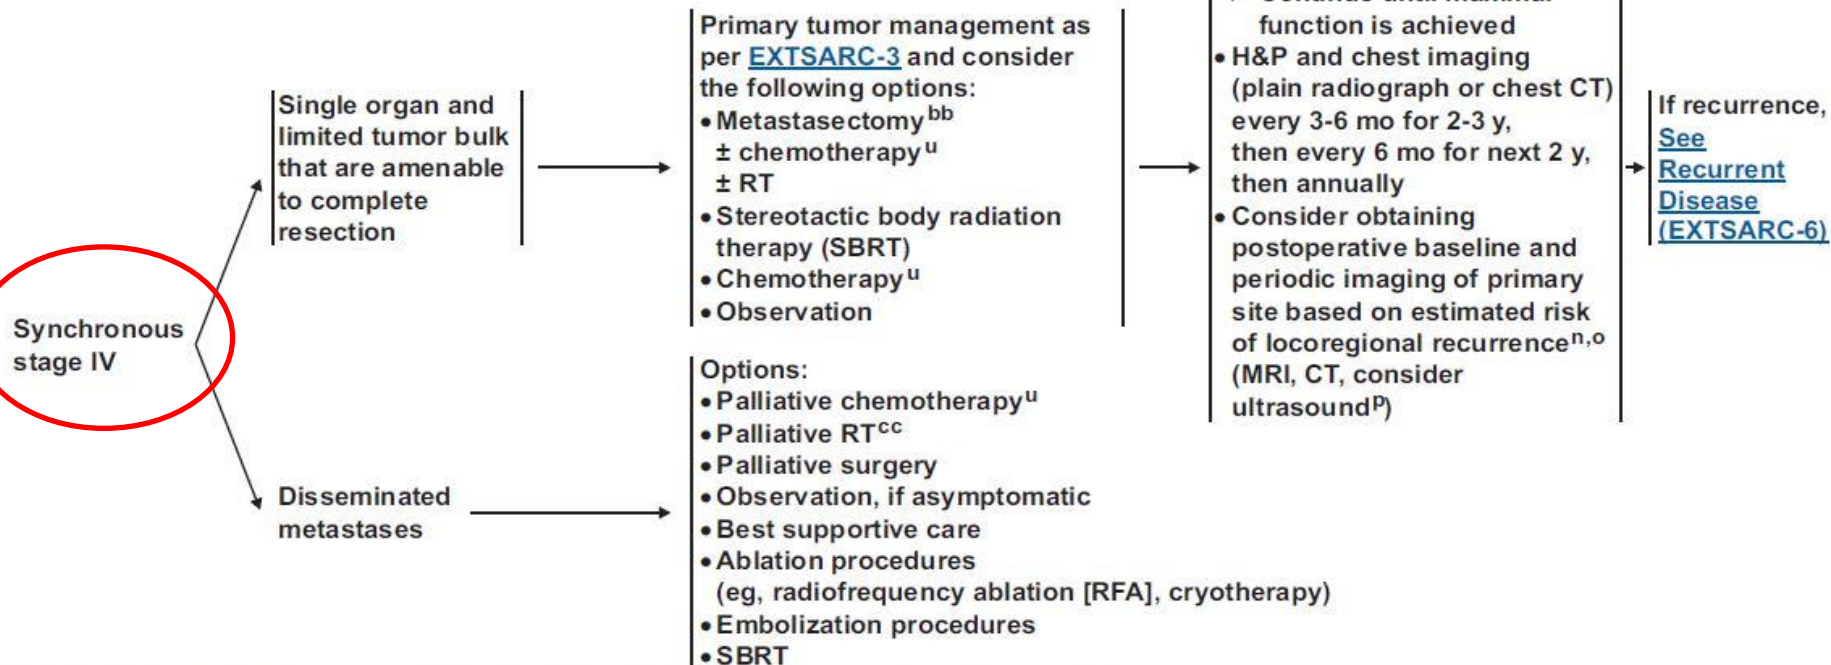 Synchronous
stage IV
Single organ and
limited tumor bulk
that are amenable
to complete
resection
Disseminated
metastases
Primary tumor management as
per EXTSARC-3 and consider
the following options:
• Metastasectomy bb
± chemotherapy u
± RT
• Stereotactic body radiation
therapy (SBRT)
• Chemotherapy u
• Observation
Options:
• Palliative chemotherapy u
• Palliative RT cc
• Palliative surgery
• Observation, if asymptomatic
• Best supportive care
• Ablation procedures
(eg, radiofrequency ablation [RFA], cryotherapy)
• Embolization procedures
• SBRT
function is achieved
• H&P and chest imaging
(plain radiograph or chest CT)
every 3-6 mo for 2-3 y,
then every 6 mo for next 2 y,
then annually
• Consider obtaining
postoperative baseline and
periodic imaging of primary
site based on estimated risk
of locoregional recurrence n,o
(MRI, CT, consider
ultrasound p)
If recurrence,
See
Recurrent
Disease
(EXTSARC-6)